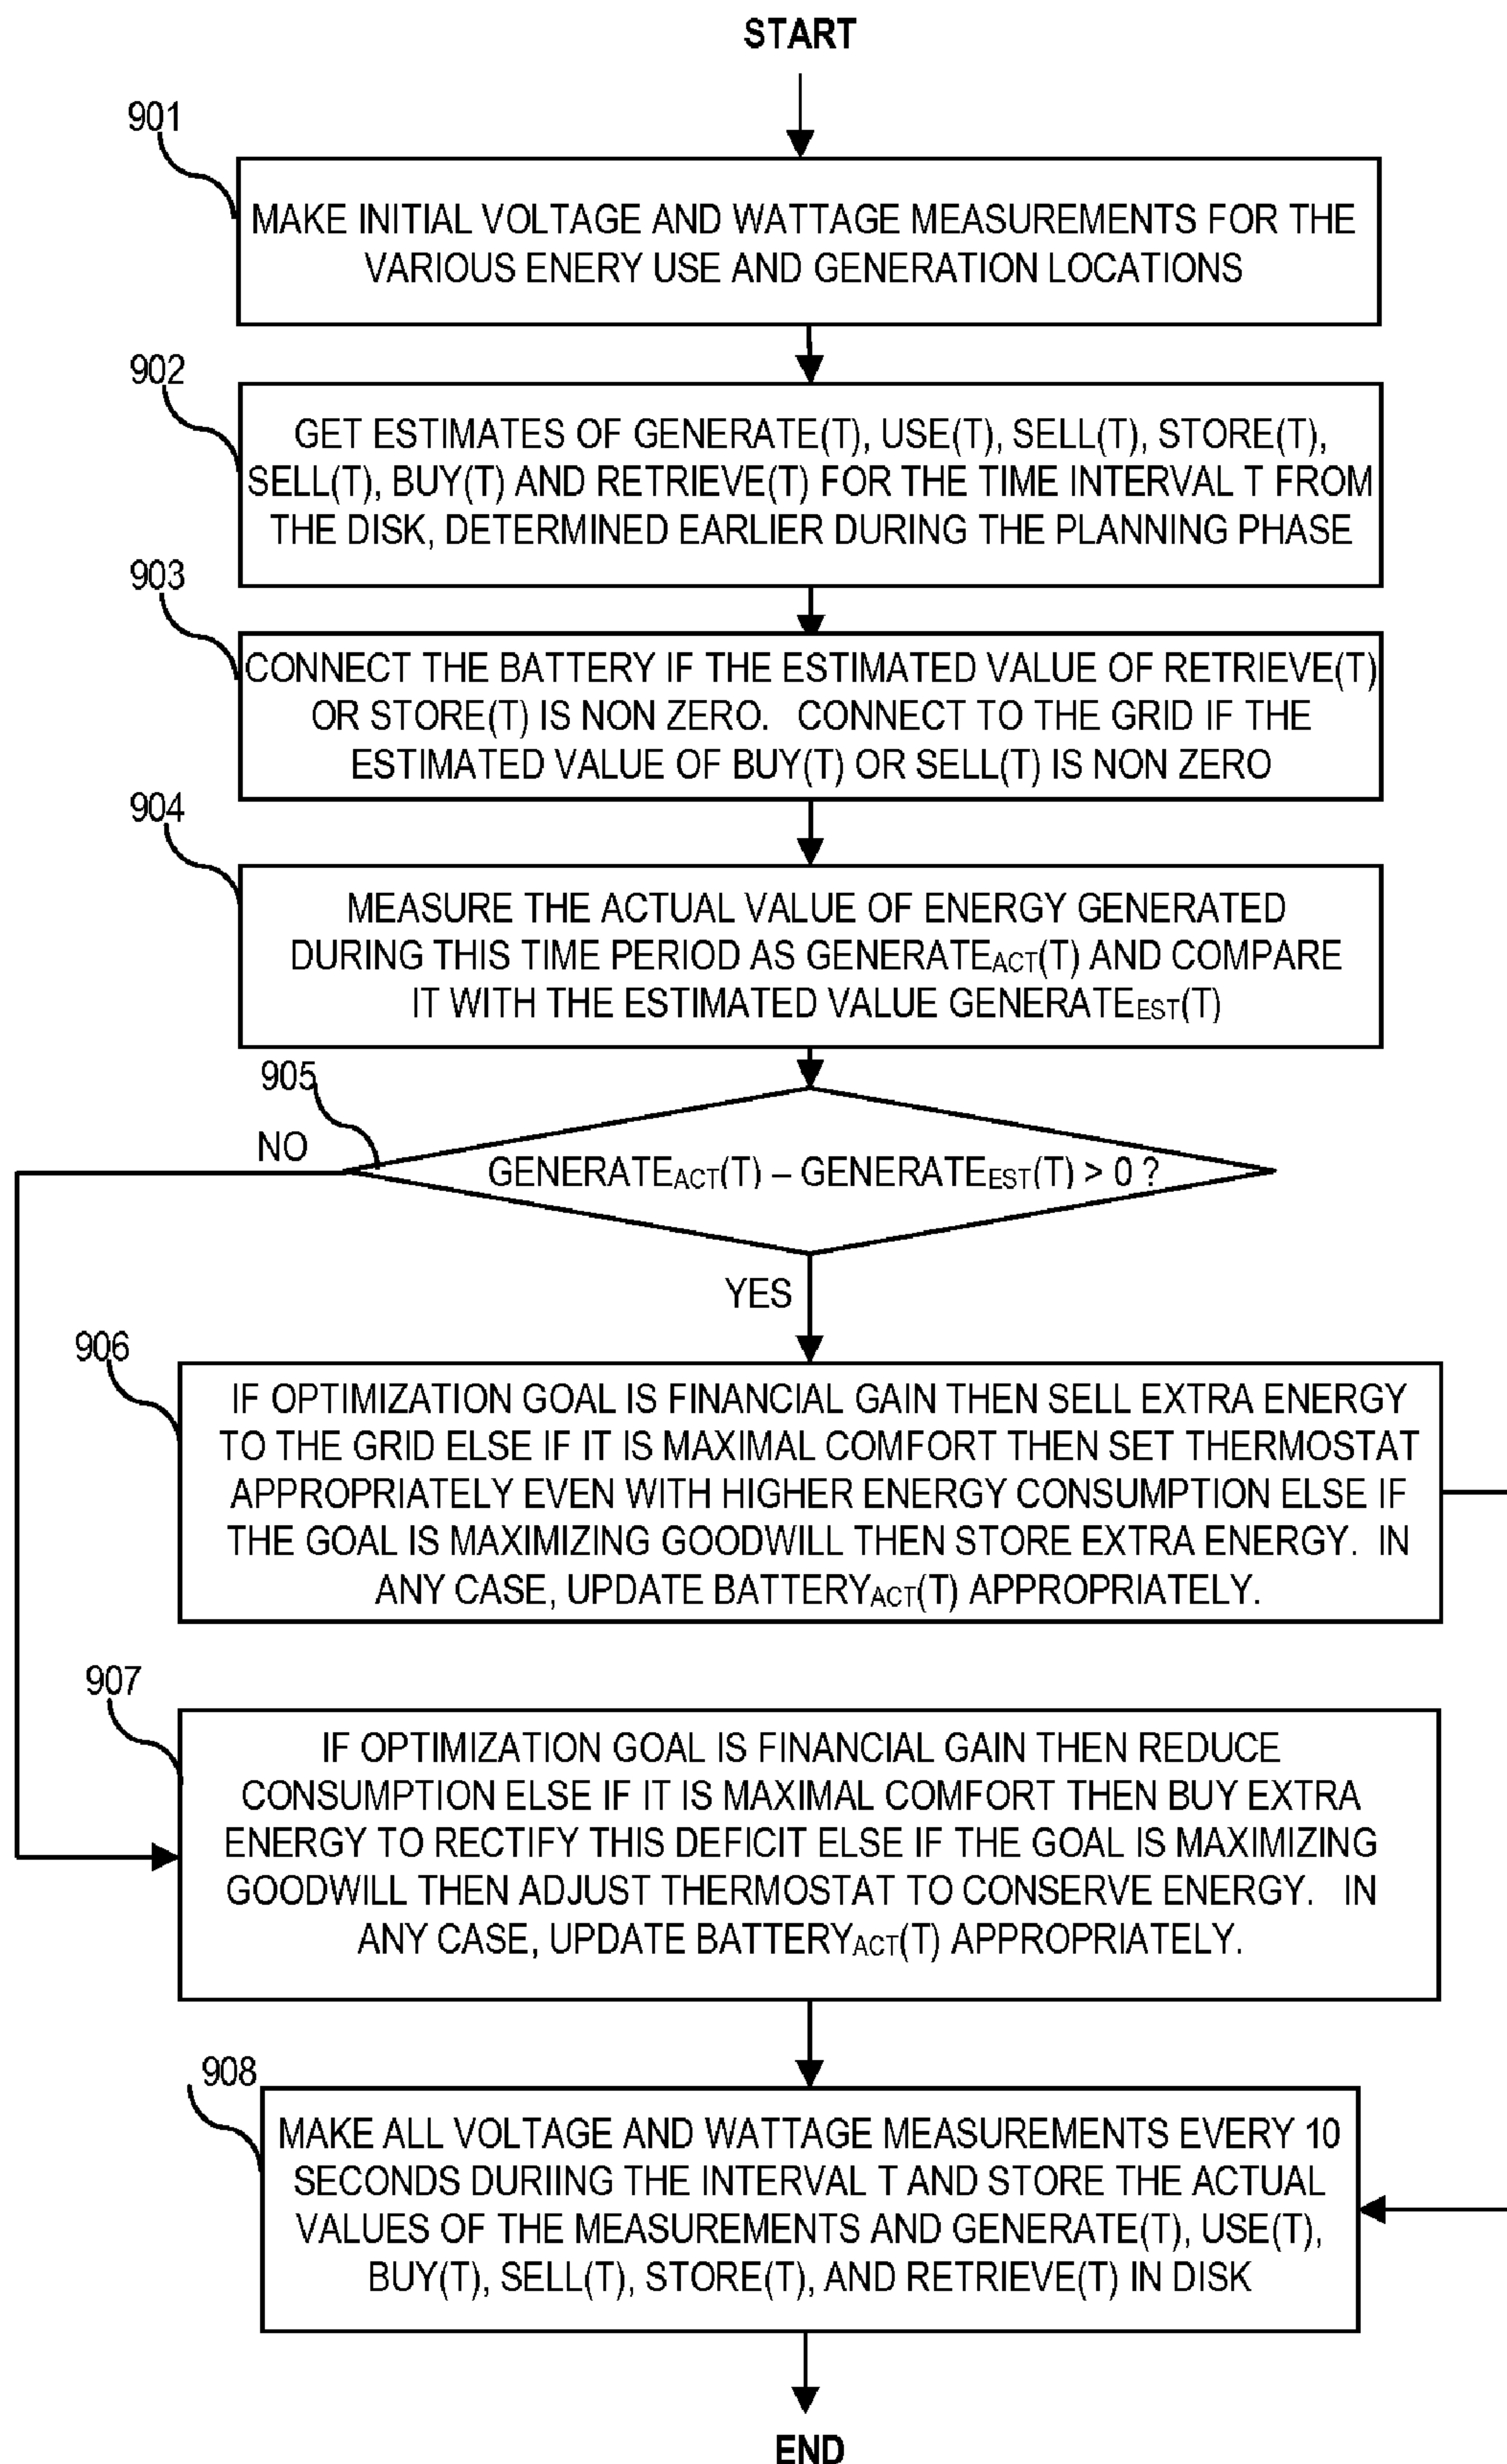 START
901
MAKE INITIAL VOLTAGE AND WATTAGE MEASUREMENTS FOR THE
VARIOUS ENERY USE AND GENERATION LOCATIONS
902
GET ESTIMATES OF GENERATE(T), USE(T), SELL(T), STORE(T),
SELL(T), BUY(T) AND RETRIEVE(T) FOR THE TIME INTERVAL T FROM
THE DISK, DETERMINED EARLIER DURING THE PLANNING PHASE
903
CONNECT THE BATTERY IF THE ESTIMATED VALUE OF RETRIEVE(T)
OR STORE(T) IS NON ZERO. CONNECT TO THE GRID IF THE
ESTIMATED VALUE OF BUY(T) OR SELL(T) IS NON ZERO
904
MEASURE THE ACTUAL VALUE OF ENERGY GENERATED
DURING THIS TIME PERIOD AS GENERATEACT(T) AND COMPARE
IT WITH THE ESTIMATED VALUE GENERATEEST(T)
905
NO
GENERATEACT(T) – GENERATEEST(T) > 0 ?
YES
906
IF OPTIMIZATION GOAL IS FINANCIAL GAIN THEN SELL EXTRA ENERGY
TO THE GRID ELSE IF IT IS MAXIMAL COMFORT THEN SET THERMOSTAT
APPROPRIATELY EVEN WITH HIGHER ENERGY CONSUMPTION ELSE IF
THE GOAL IS MAXIMIZING GOODWILL THEN STORE EXTRA ENERGY. IN
ANY CASE, UPDATE BATTERYACT(T) APPROPRIATELY.
907
IF OPTIMIZATION GOAL IS FINANCIAL GAIN THEN REDUCE
CONSUMPTION ELSE IF IT IS MAXIMAL COMFORT THEN BUY EXTRA
ENERGY TO RECTIFY THIS DEFICIT ELSE IF THE GOAL IS MAXIMIZING
GOODWILL THEN ADJUST THERMOSTAT TO CONSERVE ENERGY. IN
ANY CASE, UPDATE BATTERYACT(T) APPROPRIATELY.
908
MAKE ALL VOLTAGE AND WATTAGE MEASUREMENTS EVERY 10
SECONDS DURIING THE INTERVAL T AND STORE THE ACTUAL
VALUES OF THE MEASUREMENTS AND GENERATE(T), USE(T),
BUY(T), SELL(T), STORE(T), AND RETRIEVE(T) IN DISK
END